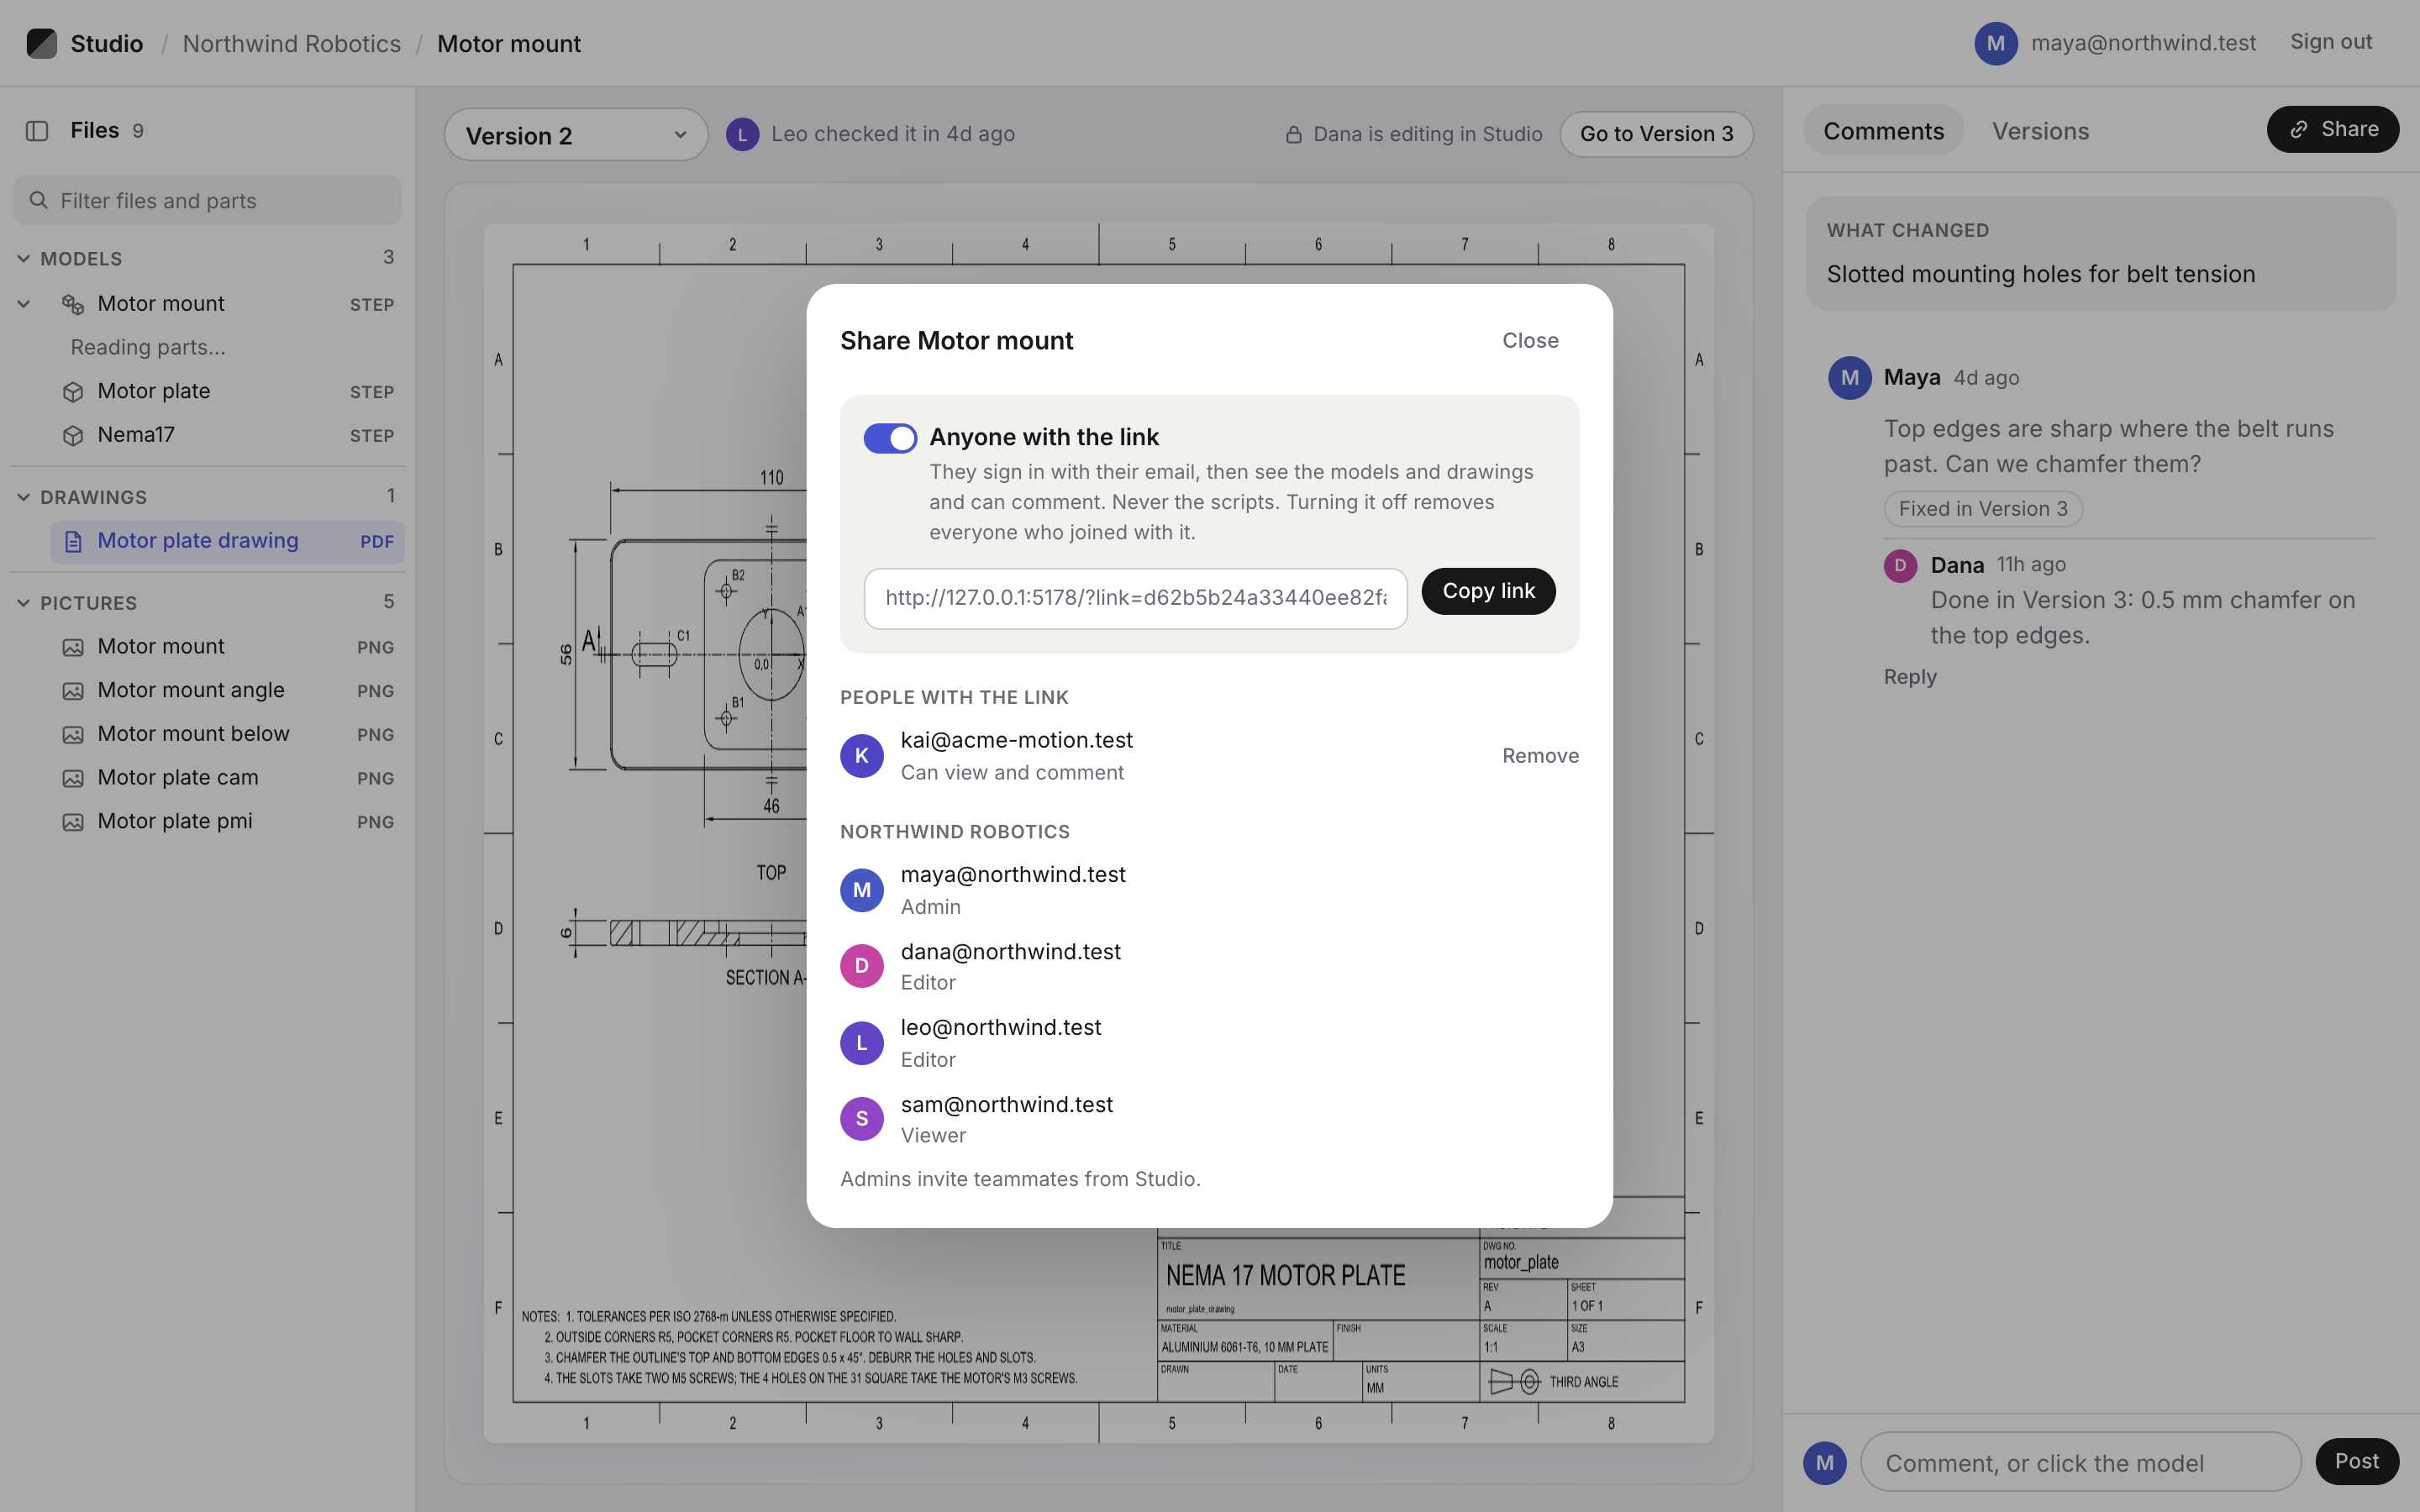 Studio / Northwind Robotics / Motor mount
M maya@northwind.test Sign out
Files 9
Filter files and parts
MODELS 3
Motor mount STEP
Reading parts...
Motor plate STEP
Nema17 STEP
DRAWINGS 1
Motor plate drawing PDF
PICTURES 5
Motor mount PNG
Motor mount angle PNG
Motor mount below PNG
Motor plate cam PNG
Motor plate pmi PNG
Version 2
L Leo checked it in 4d ago
Dana is editing in Studio
Go to Version 3
1 2 3 4 5 6 7 8
A A
B B
C C
D D
E E
F F
110
B2
C1
A
56
Y
0,0
X
B1
46
TOP
6
SECTION A-
NOTES: 1. TOLERANCES PER ISO 2768-m UNLESS OTHERWISE SPECIFIED.
2. OUTSIDE CORNERS R5, POCKET CORNERS R5. POCKET FLOOR TO WALL SHARP.
3. CHAMFER THE OUTLINE'S TOP AND BOTTOM EDGES 0.5 x 45°. DEBURR THE HOLES AND SLOTS.
4. THE SLOTS TAKE TWO M5 SCREWS; THE 4 HOLES ON THE 31 SQUARE TAKE THE MOTOR'S M3 SCREWS.
TITLE
NEMA 17 MOTOR PLATE
motor_plate_drawing
DWG NO.
motor_plate
REV
A
SHEET
1 OF 1
MATERIAL
ALUMINIUM 6061-T6, 10 MM PLATE
FINISH
SCALE
1:1
SIZE
A3
DRAWN
DATE
UNITS
MM
THIRD ANGLE
1 2 3 4 5 6 7 8
Share Motor mount
Close
Anyone with the link
They sign in with their email, then see the models and drawings
and can comment. Never the scripts. Turning it off removes
everyone who joined with it.
http://127.0.0.1:5178/?link=d62b5b24a33440ee82f
Copy link
PEOPLE WITH THE LINK
K kai@acme-motion.test
Can view and comment
Remove
NORTHWIND ROBOTICS
M maya@northwind.test
Admin
D dana@northwind.test
Editor
L leo@northwind.test
Editor
S sam@northwind.test
Viewer
Admins invite teammates from Studio.
Comments
Versions
Share
WHAT CHANGED
Slotted mounting holes for belt tension
M Maya 4d ago
Top edges are sharp where the belt runs
past. Can we chamfer them?
Fixed in Version 3
D Dana 11h ago
Done in Version 3: 0.5 mm chamfer on
the top edges.
Reply
M Comment, or click the model
Post